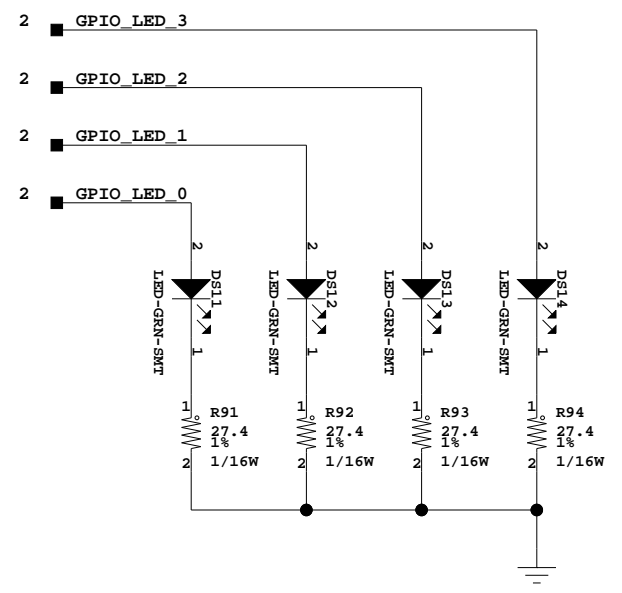 2 GPIO_LED_3
2 GPIO_LED_2
2 GPIO_LED_1
2 GPIO_LED_0
2 2 2 2
LED-GRN-SMT DS11 LED-GRN-SMT DS12 LED-GRN-SMT DS13 LED-GRN-SMT DS14
1 1 1 1
1 R91 1 R92 1 R93 1 R94
27.4 27.4 27.4 27.4
1% 1% 1% 1%
2 1/16W 2 1/16W 2 1/16W 2 1/16W